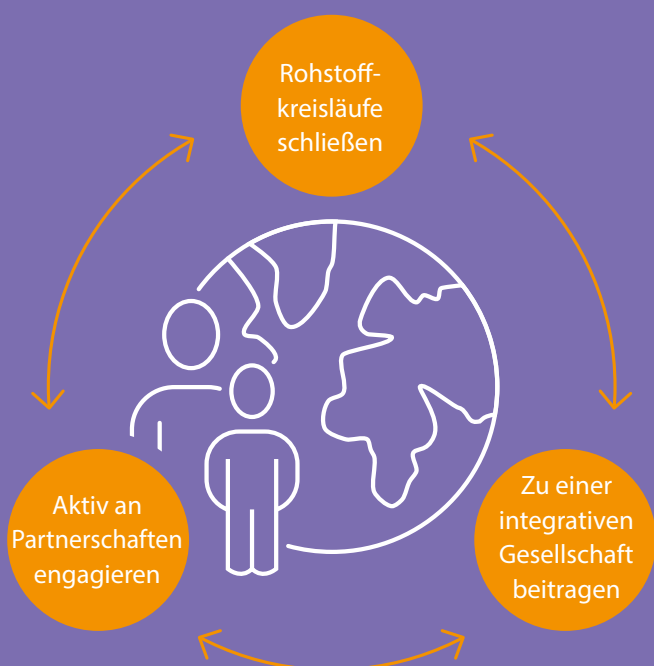 Rohstoff-
kreisläufe
schließen
Aktiv an
Partnerschaften
engagieren
Zu einer
integrativen
Gesellschaft
beitragen